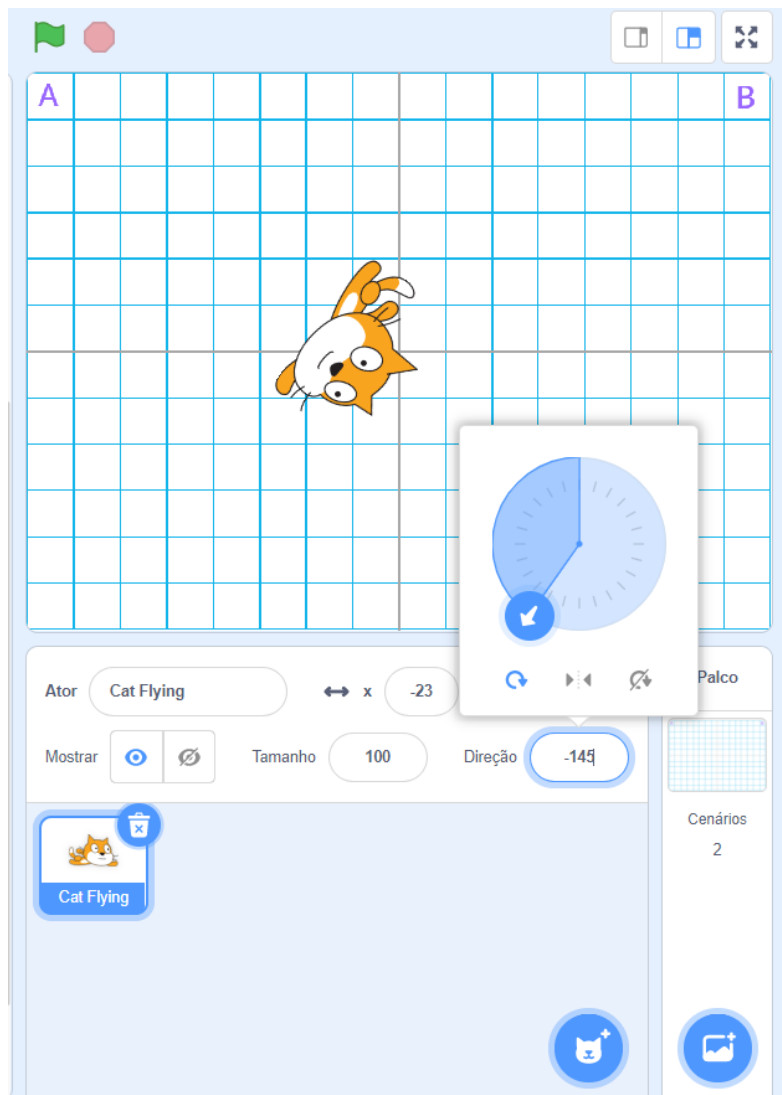 A B
Ator Cat Flying x -23
Palco
Mostrar Tamanho 100 Direção -145
Cenários
2
Cat Flying